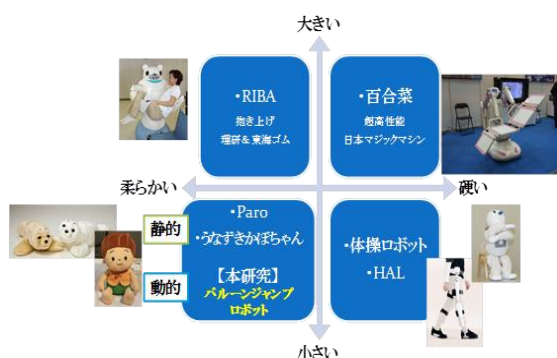 大きい
・RIBA
抱き上げ
理研＆東海ゴム
・百合菜
超高性能
日本マジックマシン
柔らかい
硬い
静的
・Paro
・うなずきかぼちゃん
動的
【本研究】
バルーンジャンプ
ロボット
・体操ロボット
・HAL
小さい